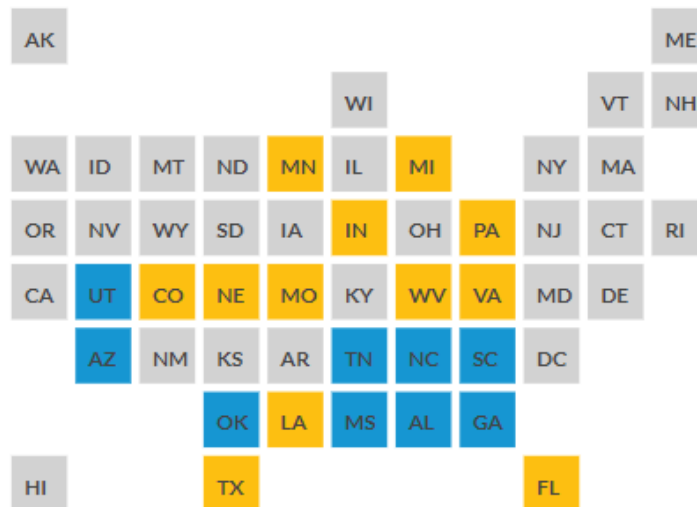 AK ME
WI VT NH
WA ID MT ND MN IL MI NY MA
OR NV WY SD IA IN OH PA NJ CT RI
CA UT CO NE MO KY WV VA MD DE
AZ NM KS AR TN NC SC DC
OK LA MS AL GA
HI TX FL